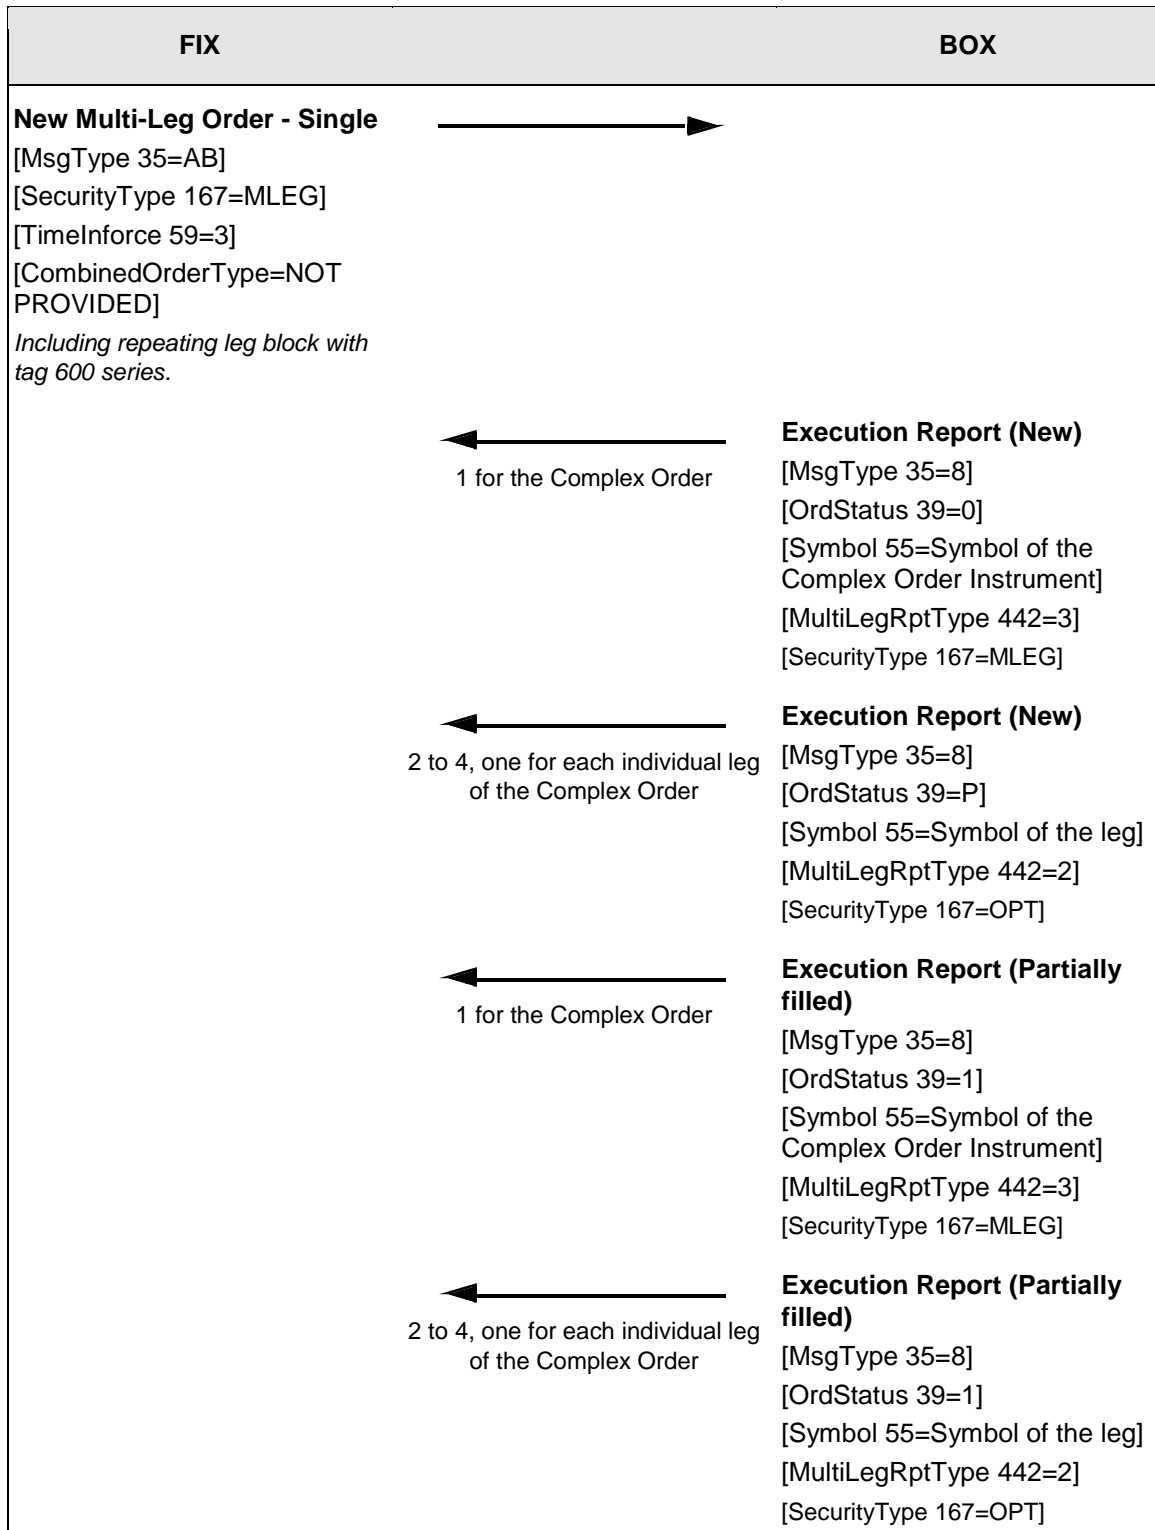 FIX
BOX
New Multi-Leg Order - Single
[MsgType 35=AB]
[SecurityType 167=MLEG]
[TimeInforce 59=3]
[CombinedOrderType=NOT
PROVIDED]
Including repeating leg block with
tag 600 series.
Execution Report (New)
1 for the Complex Order
[MsgType 35=8]
[OrdStatus 39=0]
[Symbol 55=Symbol of the
Complex Order Instrument]
[MultiLegRptType 442=3]
[SecurityType 167=MLEG]
Execution Report (New)
2 to 4, one for each individual leg
of the Complex Order
[MsgType 35=8]
[OrdStatus 39=P]
[Symbol 55=Symbol of the leg]
[MultiLegRptType 442=2]
[SecurityType 167=OPT]
Execution Report (Partially
filled)
1 for the Complex Order
[MsgType 35=8]
[OrdStatus 39=1]
[Symbol 55=Symbol of the
Complex Order Instrument]
[MultiLegRptType 442=3]
[SecurityType 167=MLEG]
Execution Report (Partially
filled)
2 to 4, one for each individual leg
of the Complex Order
[MsgType 35=8]
[OrdStatus 39=1]
[Symbol 55=Symbol of the leg]
[MultiLegRptType 442=2]
[SecurityType 167=OPT]